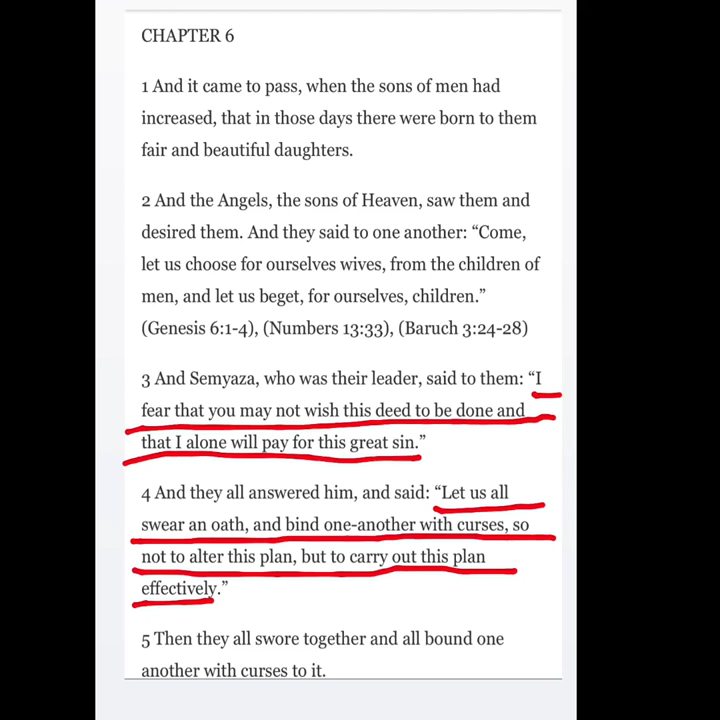 CHAPTER 6
1 And it came to pass, when the sons of men had
increased, that in those days there were born to them
fair and beautiful daughters.
2 And the Angels, the sons of Heaven, saw them and
desired them. And they said to one another: “Come,
let us choose for ourselves wives, from the children of
men, and let us beget, for ourselves, children.”
(Genesis 6:1-4), (Numbers 13:33), (Baruch 3:24-28)
3 And Semyaza, who was their leader, said to them: “I
fear that you may not wish this deed to be done and
that I alone will pay for this great sin.”
4 And they all answered him, and said: “Let us all
swear an oath, and bind one-another with curses, so
not to alter this plan, but to carry out this plan
effectively.”
5 Then they all swore together and all bound one
another with curses to it.